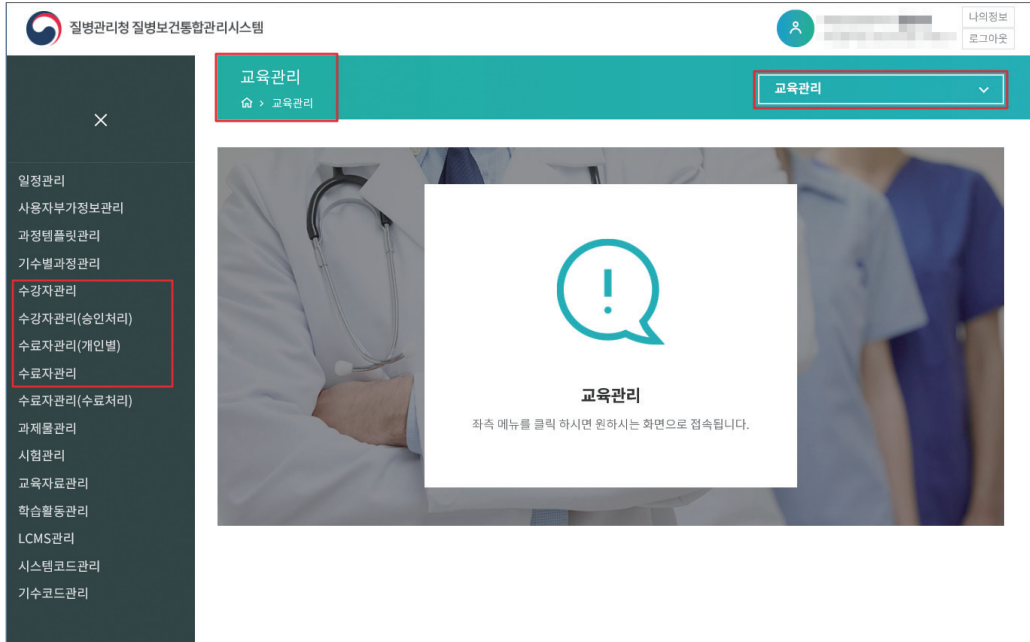 질병관리청 질병보건통합관리시스템
나의정보
로그아웃
교육관리
> 교육관리
교육관리
일정관리
사용자부가정보관리
과정템플릿관리
기수별과정관리
수강자관리
수강자관리(승인처리)
수료자관리(개인별)
수료자관리
수료자관리(수료처리)
과제물관리
시험관리
교육자료관리
학습활동관리
LCMS관리
시스템코드관리
기수코드관리
교육관리
좌측 메뉴를 클릭 하시면 원하시는 화면으로 접속됩니다.